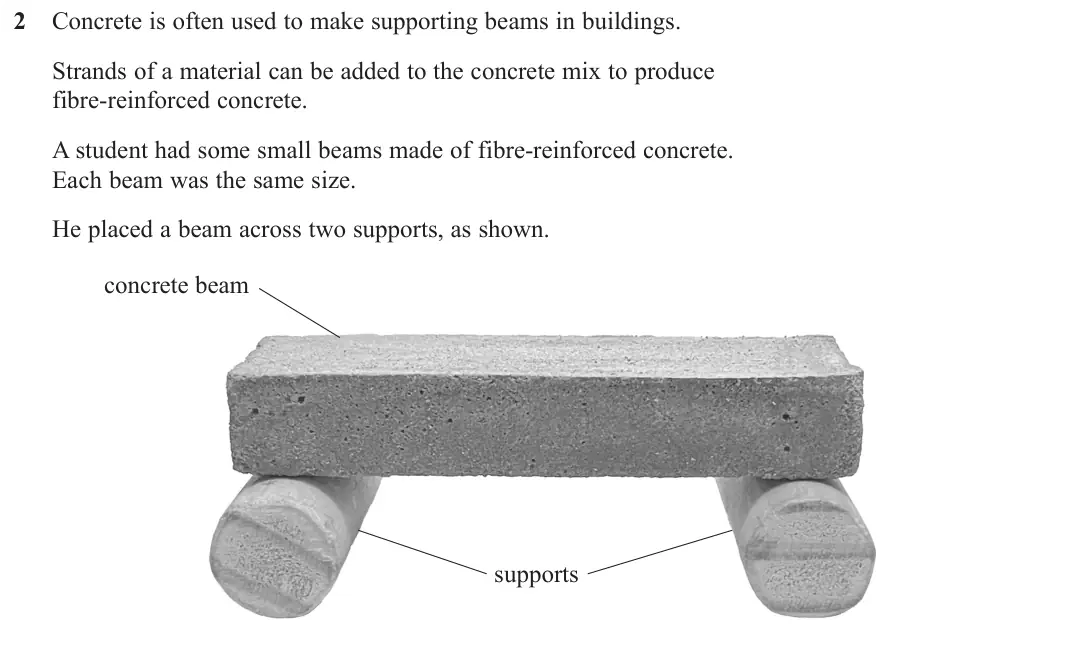 2 Concrete is often used to make supporting beams in buildings.
Strands of a material can be added to the concrete mix to produce
fibre-reinforced concrete.
A student had some small beams made of fibre-reinforced concrete.
Each beam was the same size.
He placed a beam across two supports, as shown.
concrete beam
supports